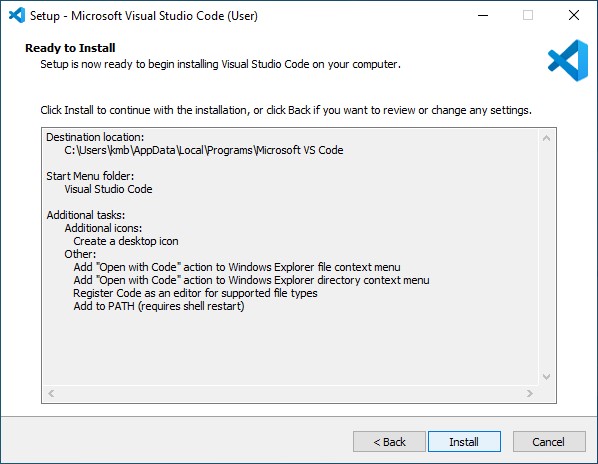 Setup - Microsoft Visual Studio Code (User)
Ready to Install
Setup is now ready to begin installing Visual Studio Code on your computer.
Click Install to continue with the installation, or click Back if you want to review or change any settings.
Destination location:
C:\Users\kmb\AppData\Local\Programs\Microsoft VS Code
Start Menu folder:
Visual Studio Code
Additional tasks:
Additional icons:
Create a desktop icon
Other:
Add "Open with Code" action to Windows Explorer file context menu
Add "Open with Code" action to Windows Explorer directory context menu
Register Code as an editor for supported file types
Add to PATH (requires shell restart)
< Back
Install
Cancel